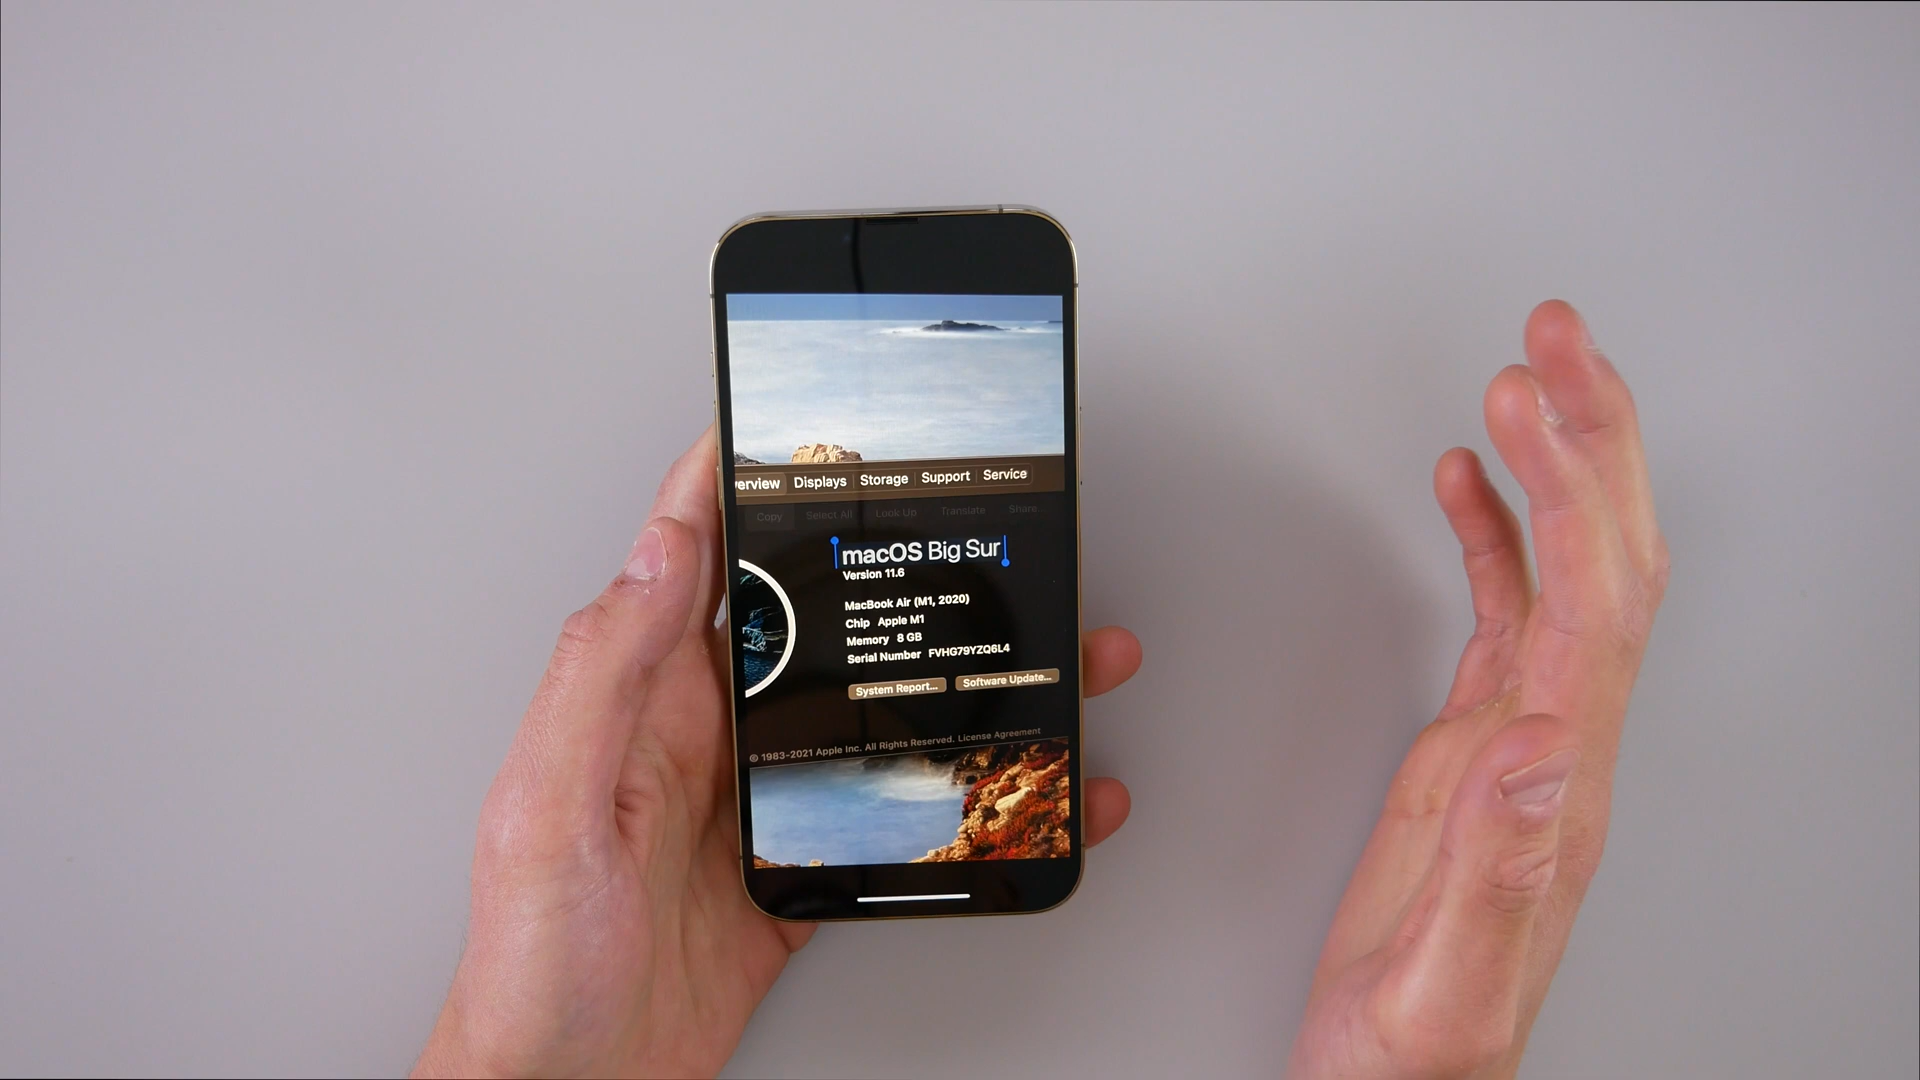 verview Displays Storage Support Service
Copy Select All Look Up Translate Share
macOS Big Sur
Version 11.6
MacBook Air (M1, 2020)
Chip Apple M1
Memory 8 GB
Serial Number FVHG79YZQ6L4
System Report... Software Update...
© 1983-2021 Apple Inc. All Rights Reserved. License Agreement